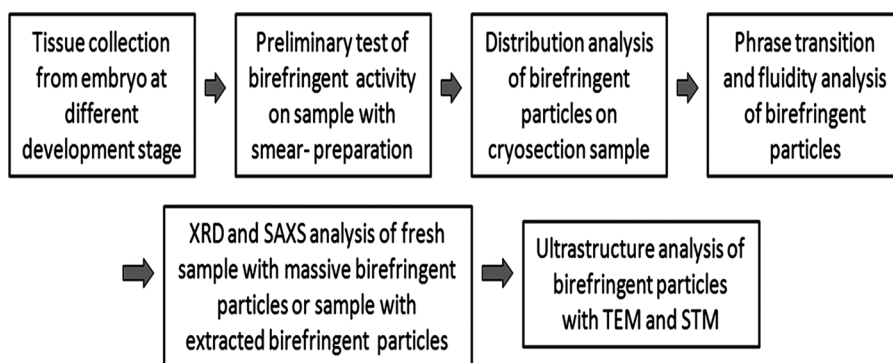 Tissue collection
from embryo at
different
development stage
Preliminary test of
birefringent activity
on sample with
smear- preparation
Distribution analysis
of birefringent
particles on
cryosection sample
Phrase transition
and fluidity analysis
of birefringent
particles
XRD and SAXS analysis of fresh
sample with massive birefringent
particles or sample with
extracted birefringent particles
Ultrastructure analysis of
birefringent particles
with TEM and STM